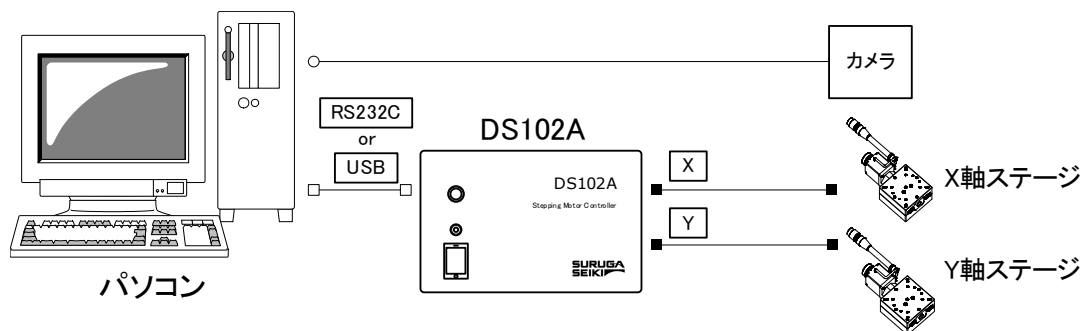 カメラ
RS232C
or
USB
DS102A
DS102A
Stepping Motor Controller
SURUGA
SEIKI
X
Y
X軸ステージ
Y軸ステージ
パソコン